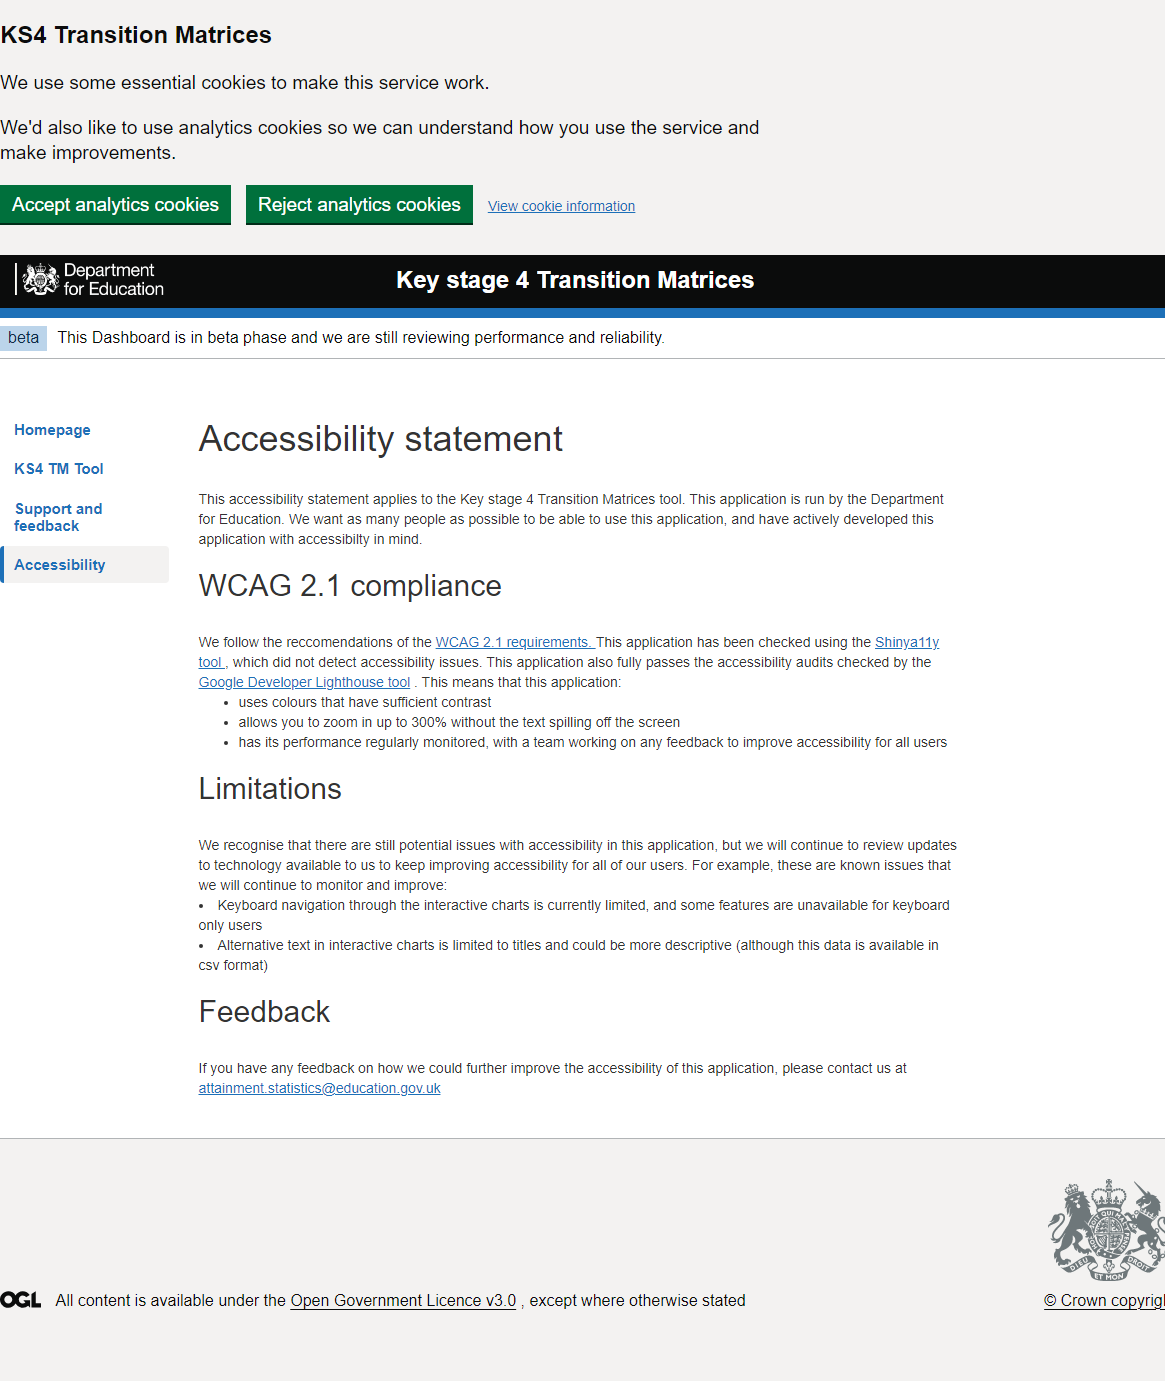 KS4 Transition Matrices
We use some essential cookies to make this service work.
We'd also like to use analytics cookies so we can understand how you use the service and
make improvements.
Accept analytics cookies
Reject analytics cookies
View cookie information
Department
for Education
Key stage 4 Transition Matrices
beta
This Dashboard is in beta phase and we are still reviewing performance and reliability.
Homepage
KS4 TM Tool
Support and
feedback
Accessibility
Accessibility statement
This accessibility statement applies to the Key stage 4 Transition Matrices tool. This application is run by the Department
for Education. We want as many people as possible to be able to use this application, and have actively developed this
application with accessibilty in mind.
WCAG 2.1 compliance
We follow the reccomendations of the WCAG 2.1 requirements. This application has been checked using the Shinya11y
tool , which did not detect accessibility issues. This application also fully passes the accessibility audits checked by the
Google Developer Lighthouse tool . This means that this application:
• uses colours that have sufficient contrast
• allows you to zoom in up to 300% without the text spilling off the screen
• has its performance regularly monitored, with a team working on any feedback to improve accessibility for all users
Limitations
We recognise that there are still potential issues with accessibility in this application, but we will continue to review updates
to technology available to us to keep improving accessibility for all of our users. For example, these are known issues that
we will continue to monitor and improve:
• Keyboard navigation through the interactive charts is currently limited, and some features are unavailable for keyboard
only users
• Alternative text in interactive charts is limited to titles and could be more descriptive (although this data is available in
csv format)
Feedback
If you have any feedback on how we could further improve the accessibility of this application, please contact us at
attainment.statistics@education.gov.uk
DIEU ET MON DROIT
OGL
All content is available under the Open Government Licence v3.0 , except where otherwise stated
© Crown copyrig